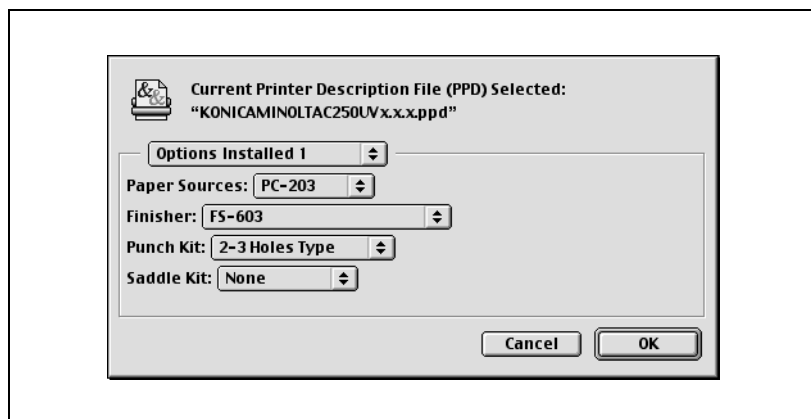 Current Printer Description File (PPD) Selected:
“KONICAMINOLTAC250UVx.x.x.ppd”
Options Installed 1
Paper Sources: PC-203
Finisher: FS-603
Punch Kit: 2-3 Holes Type
Saddle Kit: None
Cancel OK